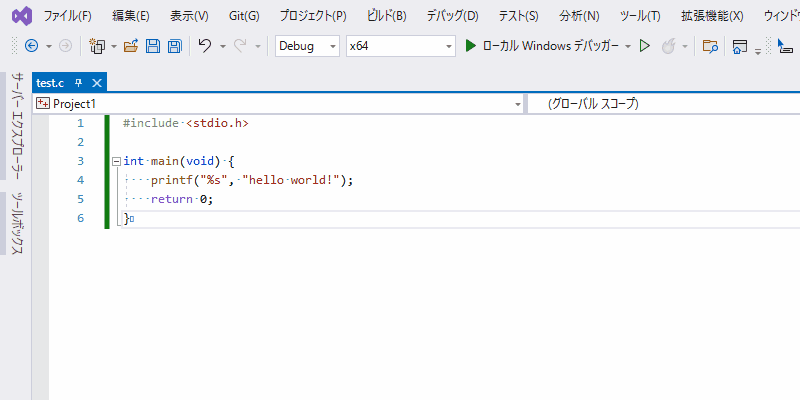 ファイル(F) 編集(E) 表示(V) Git(G) プロジェクト(P) ビルド(B) デバッグ(D) テスト(S) 分析(N) ツール(T) 拡張機能(X) ウィンドウ
Debug x64 ローカル Windows デバッガー
サーバー エクスプローラー
ツールボックス
test.c
Project1 (グローバル スコープ)
1 #include <stdio.h>
2
3 int main(void) {
4 printf("%s", "hello world!");
5 return 0;
6 }